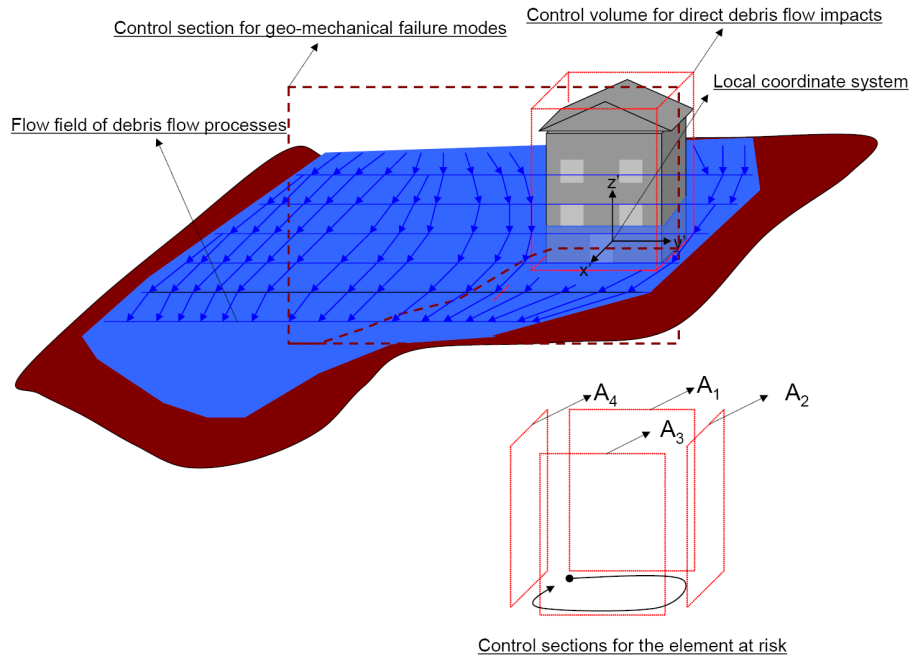 Control volume for direct debris flow impacts
Control section for geo-mechanical failure modes
Local coordinate system
Flow field of debris flow processes
z'
y'
x'
A1
A4
A2
A3
Control sections for the element at risk